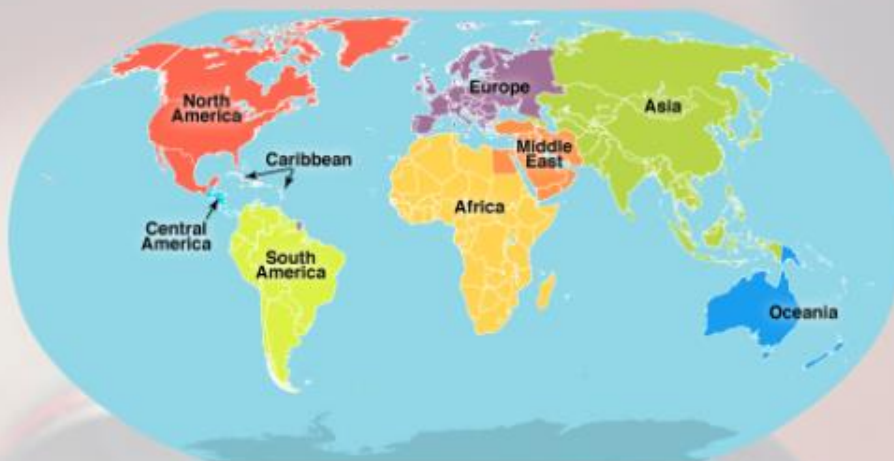 North
America
Europe
Asia
Caribbean
Middle
East
Africa
Central
America
South
America
Oceania